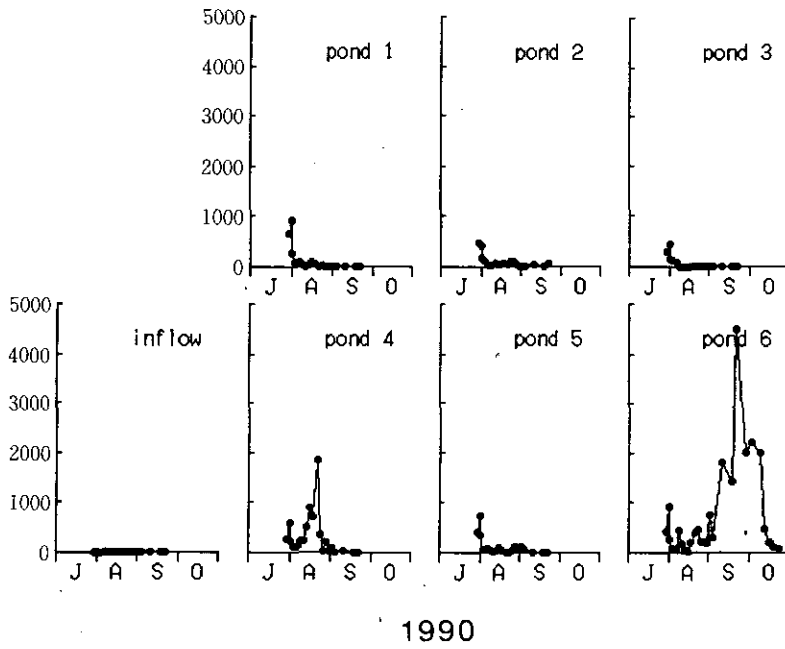 5000
4000
3000
2000
1000
0
pond 1
pond 2
pond 3
J A S O
J A S O
J A S O
5000
4000
3000
2000
1000
0
inflow
pond 4
pond 5
pond 6
J A S O
J A S O
J A S O
J A S O
1990